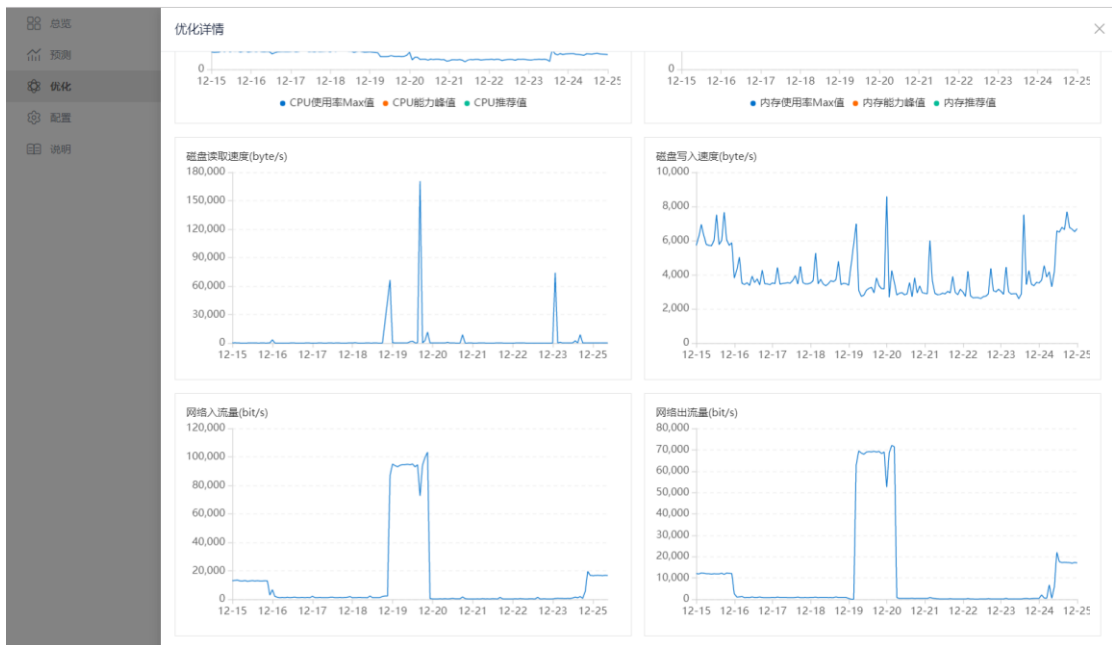 总览
预测
优化
配置
说明
优化详情
0
12-15 12-16 12-17 12-18 12-19 12-20 12-21 12-22 12-23 12-24 12-25
CPU使用率Max值 CPU能力峰值 CPU推荐值
0
12-15 12-16 12-17 12-18 12-19 12-20 12-21 12-22 12-23 12-24 12-25
内存使用率Max值 内存能力峰值 内存推荐值
磁盘读取速度(byte/s)
180,000
150,000
120,000
90,000
60,000
30,000
0
12-15 12-16 12-17 12-18 12-19 12-20 12-21 12-22 12-23 12-25
磁盘写入速度(byte/s)
10,000
8,000
6,000
4,000
2,000
0
12-15 12-16 12-17 12-18 12-19 12-20 12-21 12-22 12-23 12-24 12-25
网络入流量(bit/s)
120,000
100,000
80,000
60,000
40,000
20,000
0
12-15 12-16 12-17 12-18 12-19 12-20 12-21 12-22 12-23 12-25
网络出流量(bit/s)
80,000
70,000
60,000
50,000
40,000
30,000
20,000
10,000
0
12-15 12-16 12-17 12-18 12-19 12-20 12-21 12-22 12-23 12-24 12-25